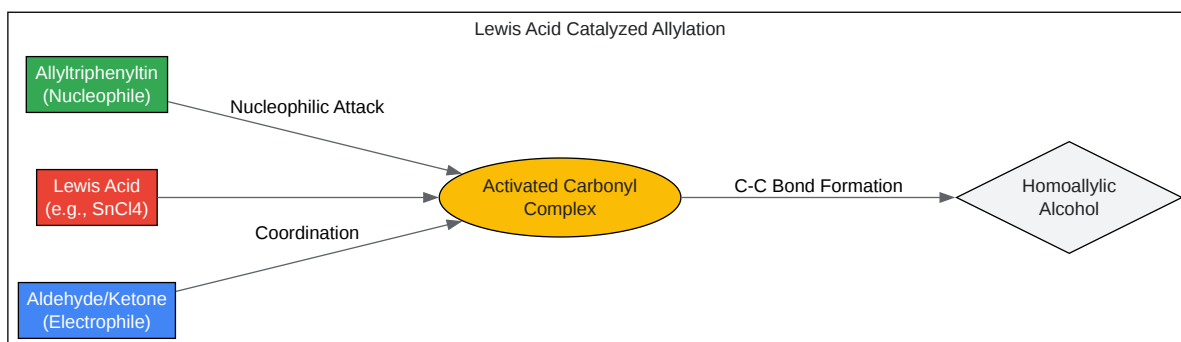 Lewis Acid Catalyzed Allylation
Allyltriphenyltin
(Nucleophile)
Nucleophilic Attack
Lewis Acid
(e.g., SnCl4)
Activated Carbonyl
Complex
C-C Bond Formation
Homoallylic
Alcohol
Coordination
Aldehyde/Ketone
(Electrophile)